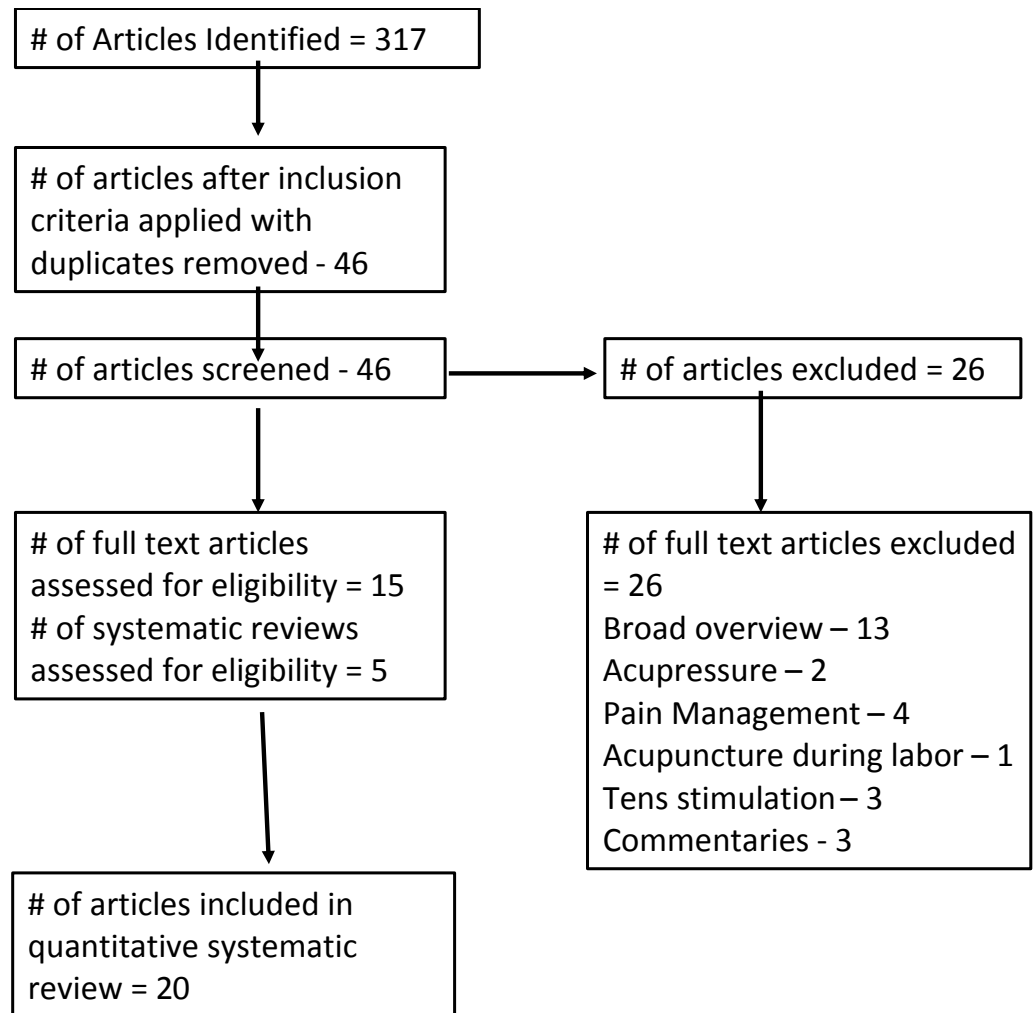 # of Articles Identified = 317
# of articles after inclusion
criteria applied with
duplicates removed - 46
# of articles screened - 46
# of articles excluded = 26
# of full text articles
assessed for eligibility = 15
# of systematic reviews
assessed for eligibility = 5
# of full text articles excluded
= 26
Broad overview – 13
Acupressure – 2
Pain Management – 4
Acupuncture during labor – 1
Tens stimulation – 3
Commentaries - 3
# of articles included in
quantitative systematic
review = 20